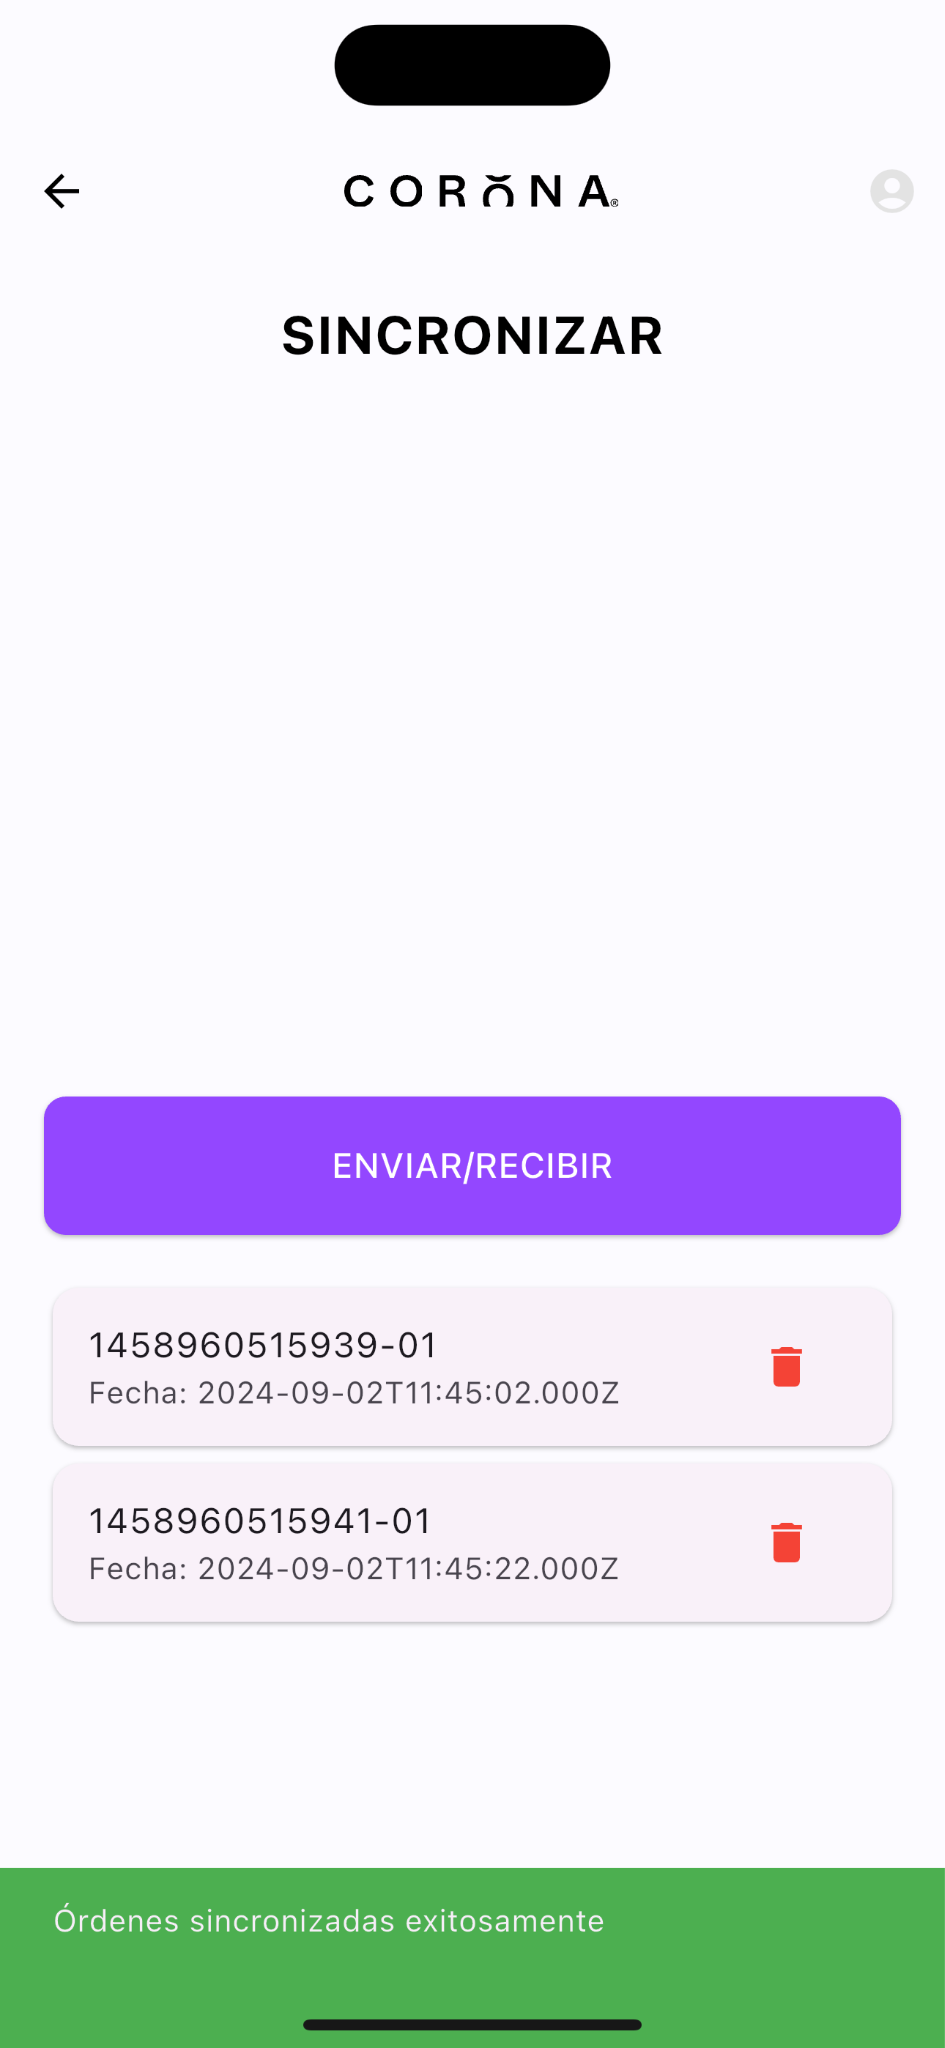 CORONA®
SINCRONIZAR
ENVIAR/RECIBIR
1458960515939-01
Fecha: 2024-09-02T11:45:02.000Z
1458960515941-01
Fecha: 2024-09-02T11:45:22.000Z
Órdenes sincronizadas exitosamente